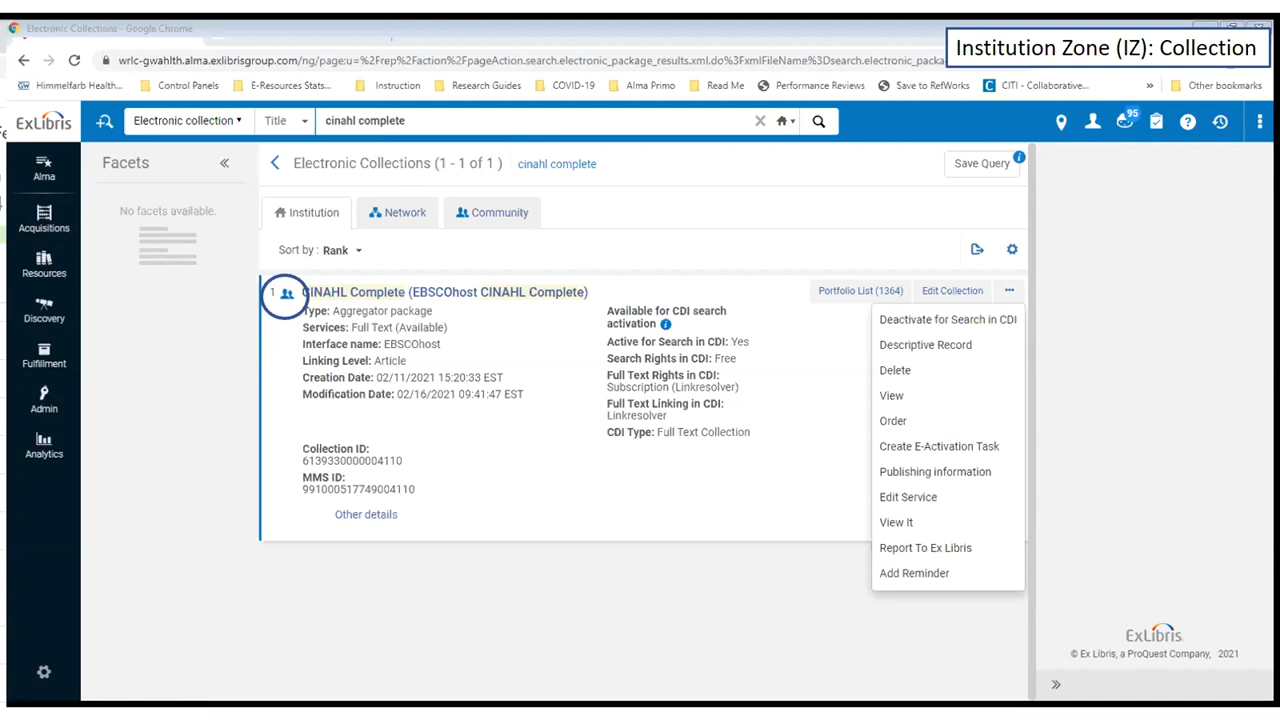 Electronic Collections - Google Chrome
Institution Zone (IZ): Collection
wrlc-gwahlth.alma.exlibrisgroup.com/ng/page;u=%2Frep%2Faction%2FpageAction.search.electronic_package_results.xml.do%3FxmlFileName%3Dsearch.electronic_packa
Himmelfarb Health... Control Panels E-Resources Stats... Instruction Research Guides COVID-19 Alma Primo Read Me Performance Reviews Save to RefWorks CITI - Collaborative... » Other bookmarks
ExLibris Electronic collection Title cinahl complete 95
Alma
Acquisitions
Resources
Discovery
Fulfillment
Admin
Analytics
Facets
No facets available.
Electronic Collections (1 - 1 of 1 ) cinahl complete Save Query
Institution Network Community
Sort by : Rank
1 CINAHL Complete (EBSCOhost CINAHL Complete) Portfolio List (1364) Edit Collection ...
Type: Aggregator package
Services: Full Text (Available)
Interface name: EBSCOhost
Linking Level: Article
Creation Date: 02/11/2021 15:20:33 EST
Modification Date: 02/16/2021 09:41:47 EST
Collection ID:
6139330000004110
MMS ID:
991000517749004110
Other details
Available for CDI search
activation
Active for Search in CDI: Yes
Search Rights in CDI: Free
Full Text Rights in CDI:
Subscription (Linkresolver)
Full Text Linking in CDI:
Linkresolver
CDI Type: Full Text Collection
Deactivate for Search in CDI
Descriptive Record
Delete
View
Order
Create E-Activation Task
Publishing information
Edit Service
View It
Report To Ex Libris
Add Reminder
ExLibris
© Ex Libris, a ProQuest Company, 2021